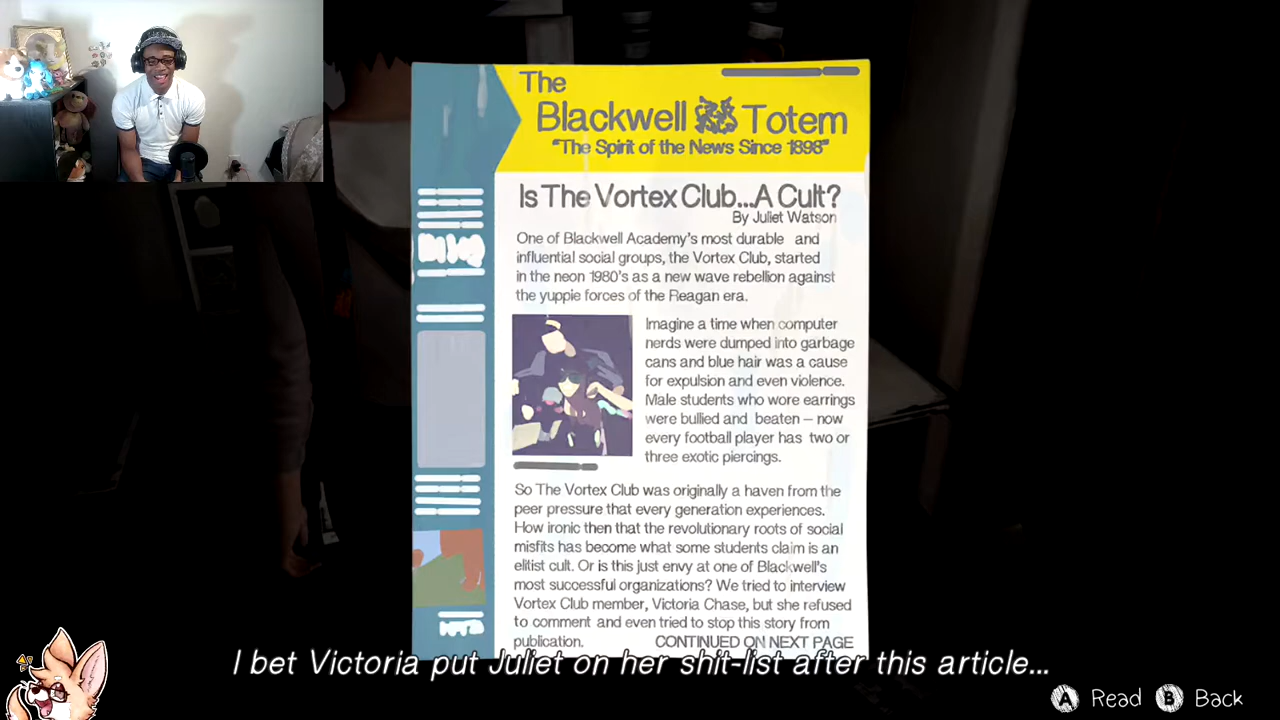 The
Blackwell Totem
"The Spirit of the News Since 1898"
Is The Vortex Club...A Cult?
By Juliet Watson
One of Blackwell Academy's most durable and
influential social groups, the Vortex Club, started
in the neon 1980's as a new wave rebellion against
the yuppie forces of the Reagan era.
Imagine a time when computer
nerds were dumped into garbage
cans and blue hair was a cause
for expulsion and even violence.
Male students who wore earrings
were bullied and beaten – now
every football player has two or
three exotic piercings.
So The Vortex Club was originally a haven from the
peer pressure that every generation experiences.
How ironic then that the revolutionary roots of social
misfits has become what some students claim is an
elitist cult. Or is this just envy at one of Blackwell's
most successful organizations? We tried to interview
Vortex Club member, Victoria Chase, but she refused
to comment and even tried to stop this story from
publication. CONTINUED ON NEXT PAGE
I bet Victoria put Juliet on her shit-list after this article...
A Read B Back